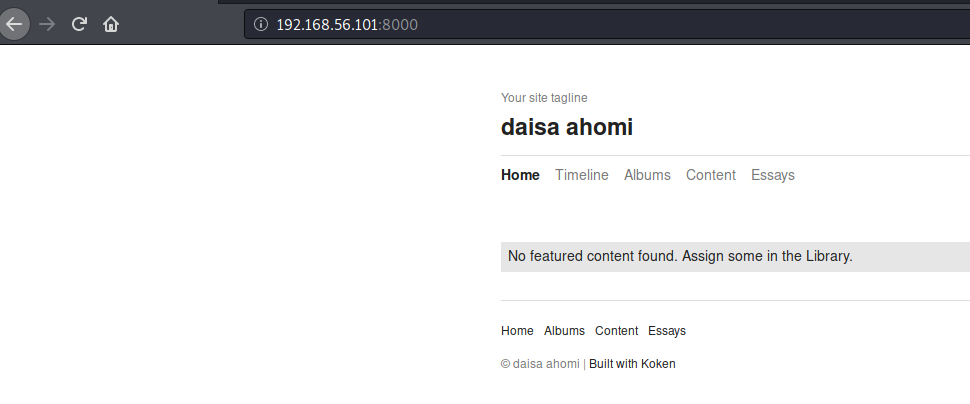 192.168.56.101:8000
Your site tagline
daisa ahomi
Home Timeline Albums Content Essays
No featured content found. Assign some in the Library.
Home Albums Content Essays
© daisa ahomi | Built with Koken